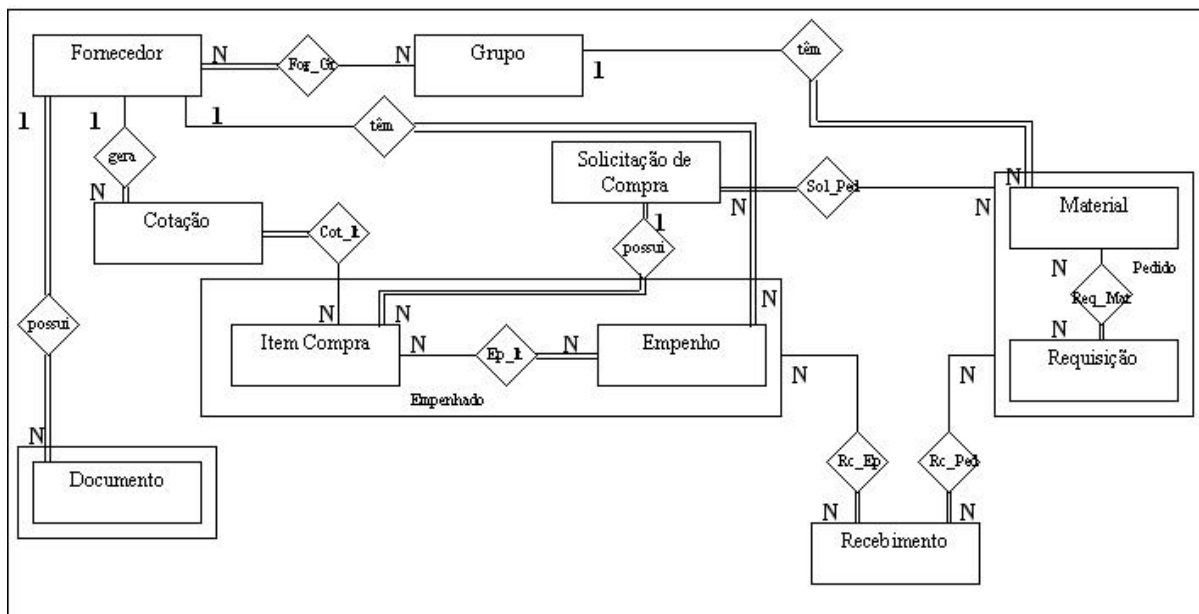 Fornecedor
N
For_Gr
N
Grupo
1
têm
1
1
1
têm
gera
N
Cotação
Cot_It
Solicitação de
Compra
N
Sol_Ped
N
N
Material
1
possui
N
Pedido
Req_Mat
N
Requisição
N
N
N
Item Compra
N
Ep_It
N
Empenho
Empenhado
possui
N
N
N
Documento
Rc_Ep
Rc_Ped
N
N
Recebimento